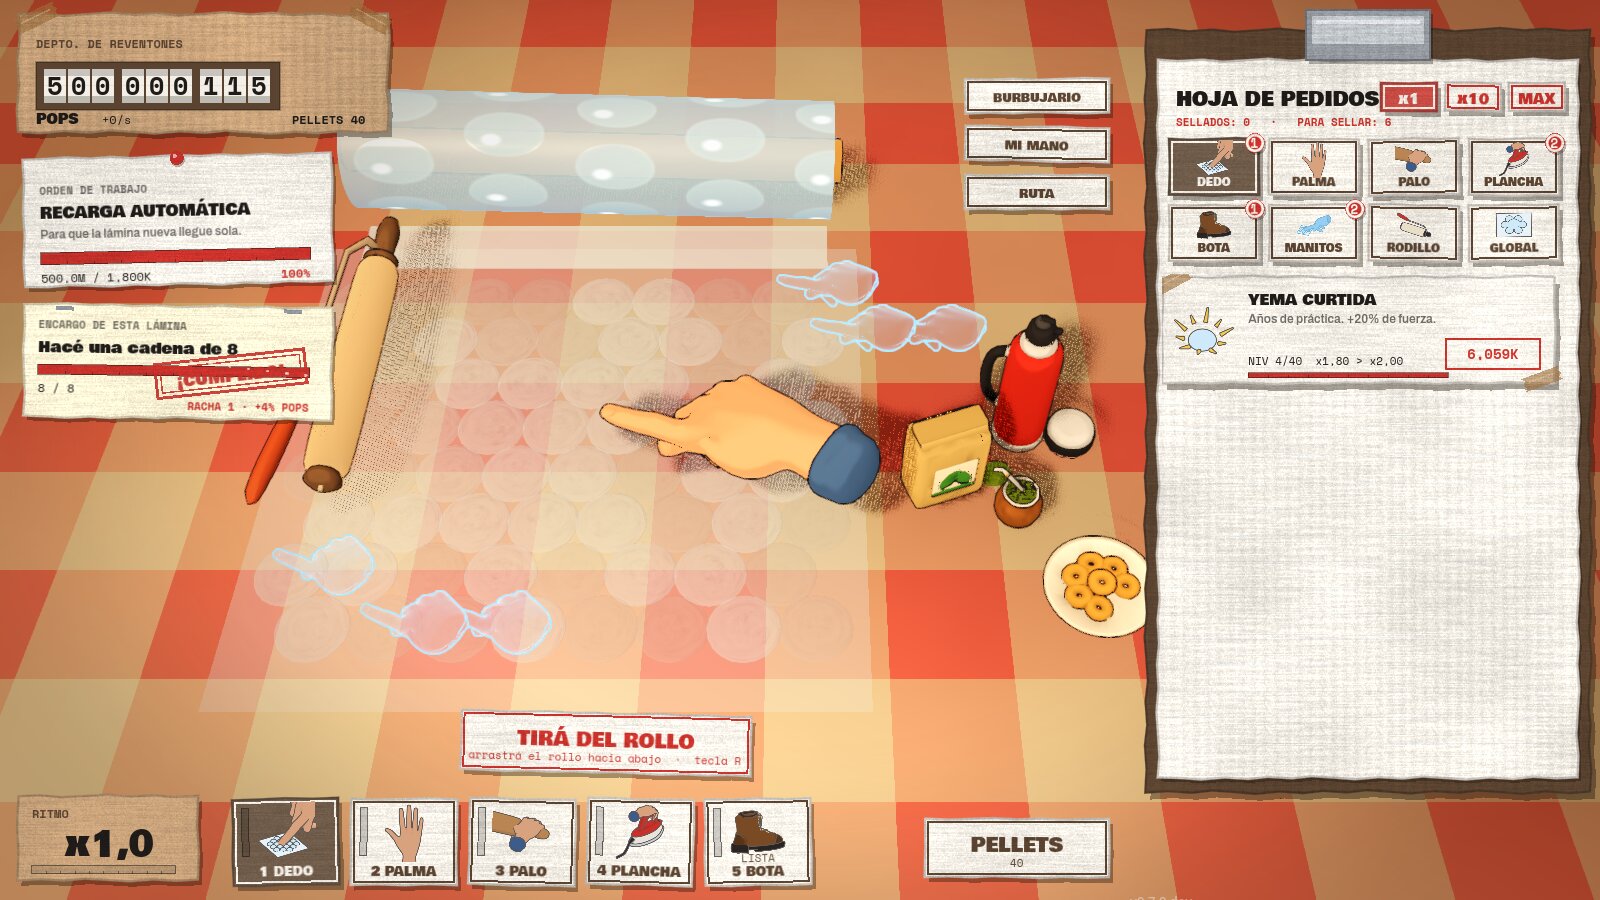 DEPTO. DE REVENTONES
500 000 115
POPS +0/s PELLETS 40
ORDEN DE TRABAJO
RECARGA AUTOMÁTICA
Para que la lámina nueva llegue sola.
500.0M / 1.800K 100%
ENCARGO DE ESTA LÁMINA
Hacé una cadena de 8
8 / 8
RACHA 1 · +4% POPS
BURBUJARIO
MI MANO
RUTA
HOJA DE PEDIDOS x1 x10 MAX
SELLADOS: 0 · PARA SELLAR: 6
1 2
DEDO PALMA PALO PLANCHA
1 2
BOTA MANITOS RODILLO GLOBAL
YEMA CURTIDA
Años de práctica. +20% de fuerza.
NIV 4/40 x1,80 > x2,00 6.059K
TIRÁ DEL ROLLO
arrastrá el rollo hacia abajo · tecla R
RITMO
x1,0
1 DEDO 2 PALMA 3 PALO 4 PLANCHA
LISTA
5 BOTA
PELLETS
40